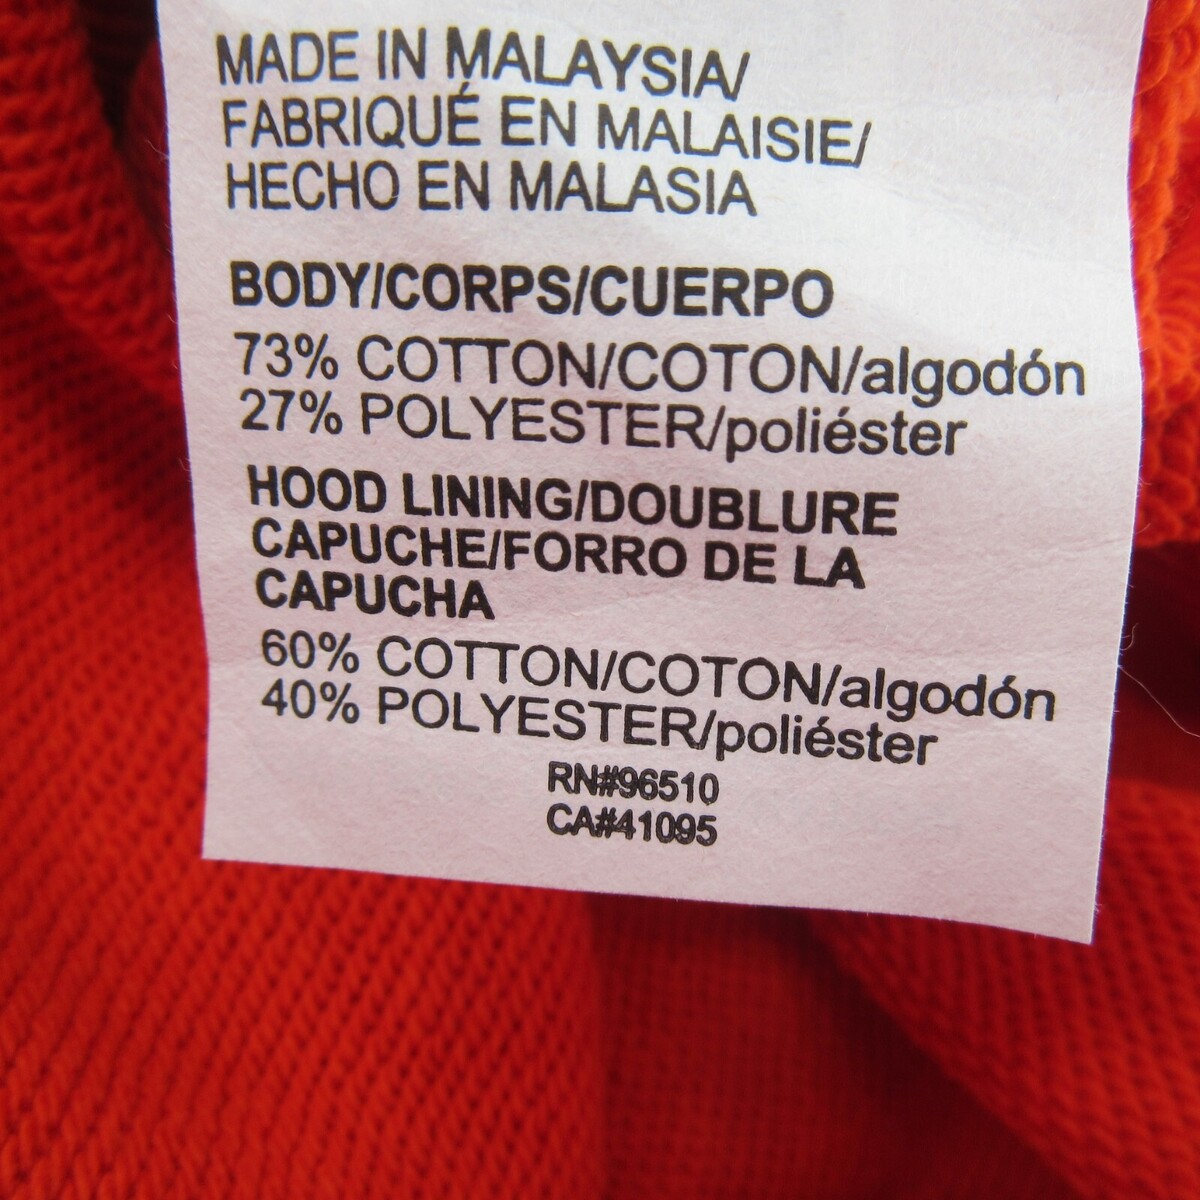 MADE IN MALAYSIA/
FABRIQUÉ EN MALAISIE/
HECHO EN MALASIA
BODY/CORPS/CUERPO
73% COTTON/COTON/algodón
27% POLYESTER/poliéster
HOOD LINING/DOUBLURE
CAPUCHE/FORRO DE LA
CAPUCHA
60% COTTON/COTON/algodón
40% POLYESTER/poliéster
RN#96510
CA#41095